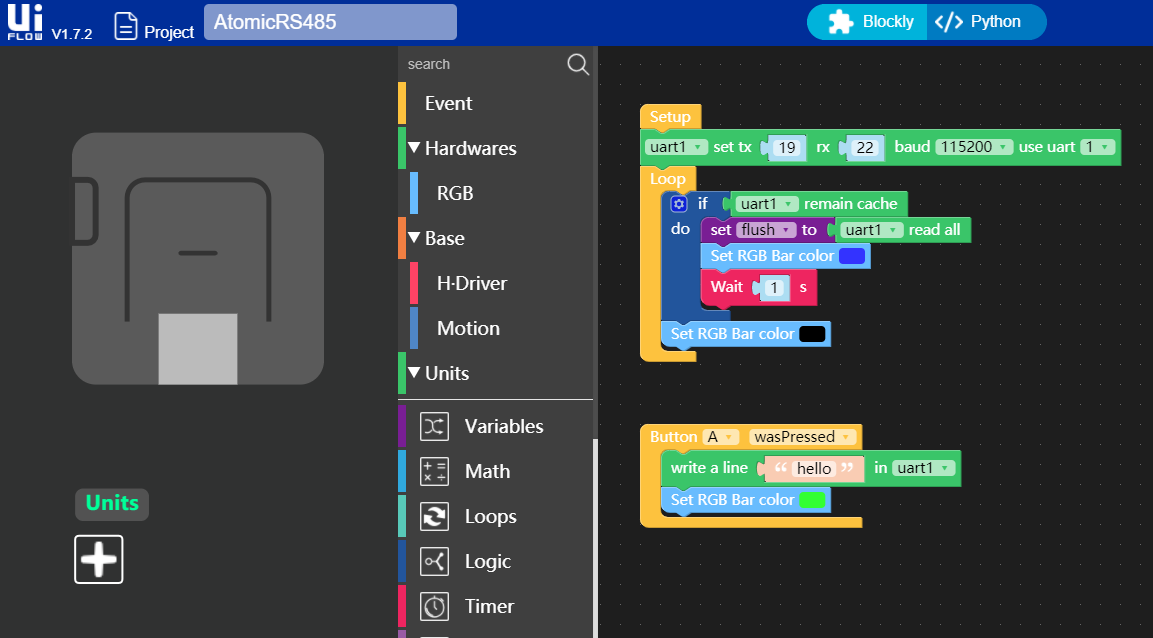 Ui
FLOW V1.7.2
Project
AtomicRS485
Blockly
</> Python
search
Event
Hardwares
RGB
Base
H·Driver
Motion
Units
Variables
Math
Loops
Logic
Timer
Units
Setup
uart1 set tx 19 rx 22 baud 115200 use uart 1
Loop
if uart1 remain cache
do set flush to uart1 read all
Set RGB Bar color
Wait 1 s
Set RGB Bar color
Button A wasPressed
write a line “ hello ” in uart1
Set RGB Bar color